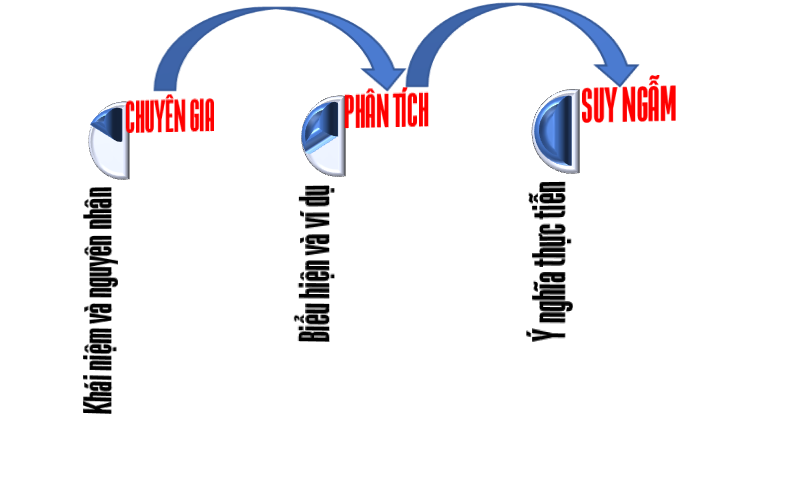 CHUYÊN GIA
PHÂN TÍCH
SUY NGẪM
Khái niệm và nguyên nhân
Biểu hiện và ví dụ
Ý nghĩa thực tiễn